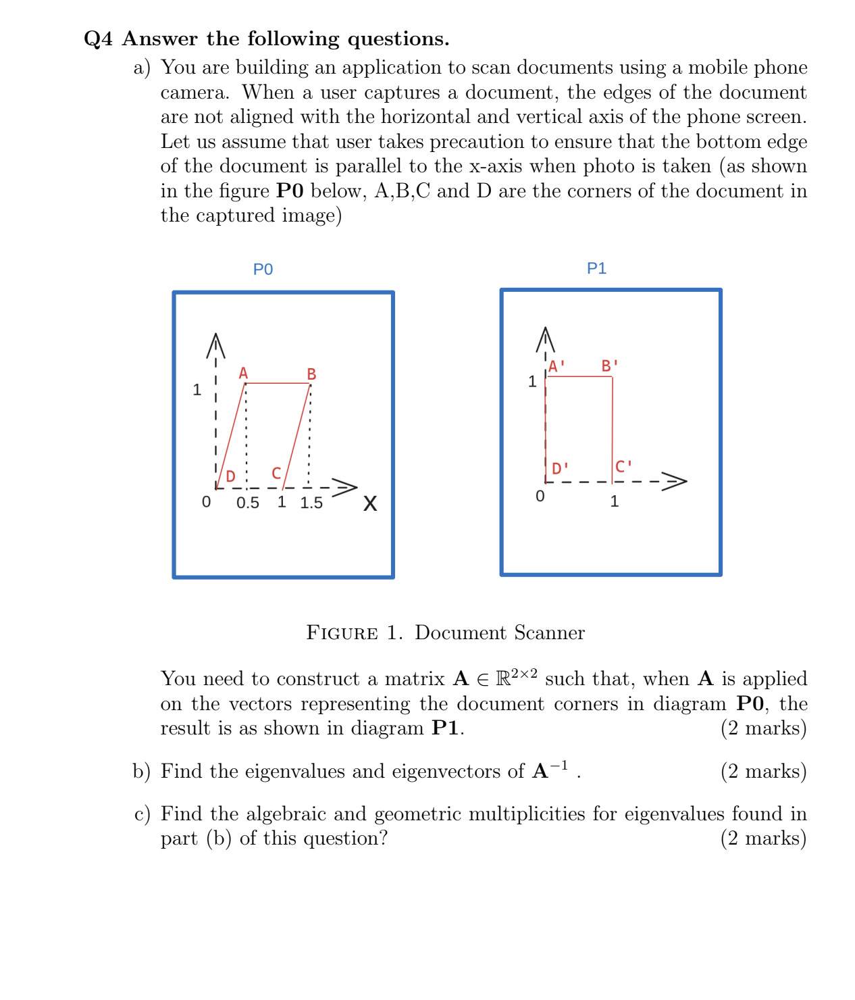 Q4 Answer the following questions.
a) You are building an application to scan documents using a mobile phone
camera. When a user captures a document, the edges of the document
are not aligned with the horizontal and vertical axis of the phone screen.
Let us assume that user takes precaution to ensure that the bottom edge
of the document is parallel to the x-axis when photo is taken (as shown
in the figure P0 below, A,B,C and D are the corners of the document in
the captured image)
P0
A B
1
D C
0 0.5 1 1.5 X
P1
A' B'
1
D' C'
0 1
FIGURE 1. Document Scanner
You need to construct a matrix A ∈ ℝ²ˣ² such that, when A is applied
on the vectors representing the document corners in diagram P0, the
result is as shown in diagram P1. (2 marks)
b) Find the eigenvalues and eigenvectors of A⁻¹ . (2 marks)
c) Find the algebraic and geometric multiplicities for eigenvalues found in
part (b) of this question? (2 marks)